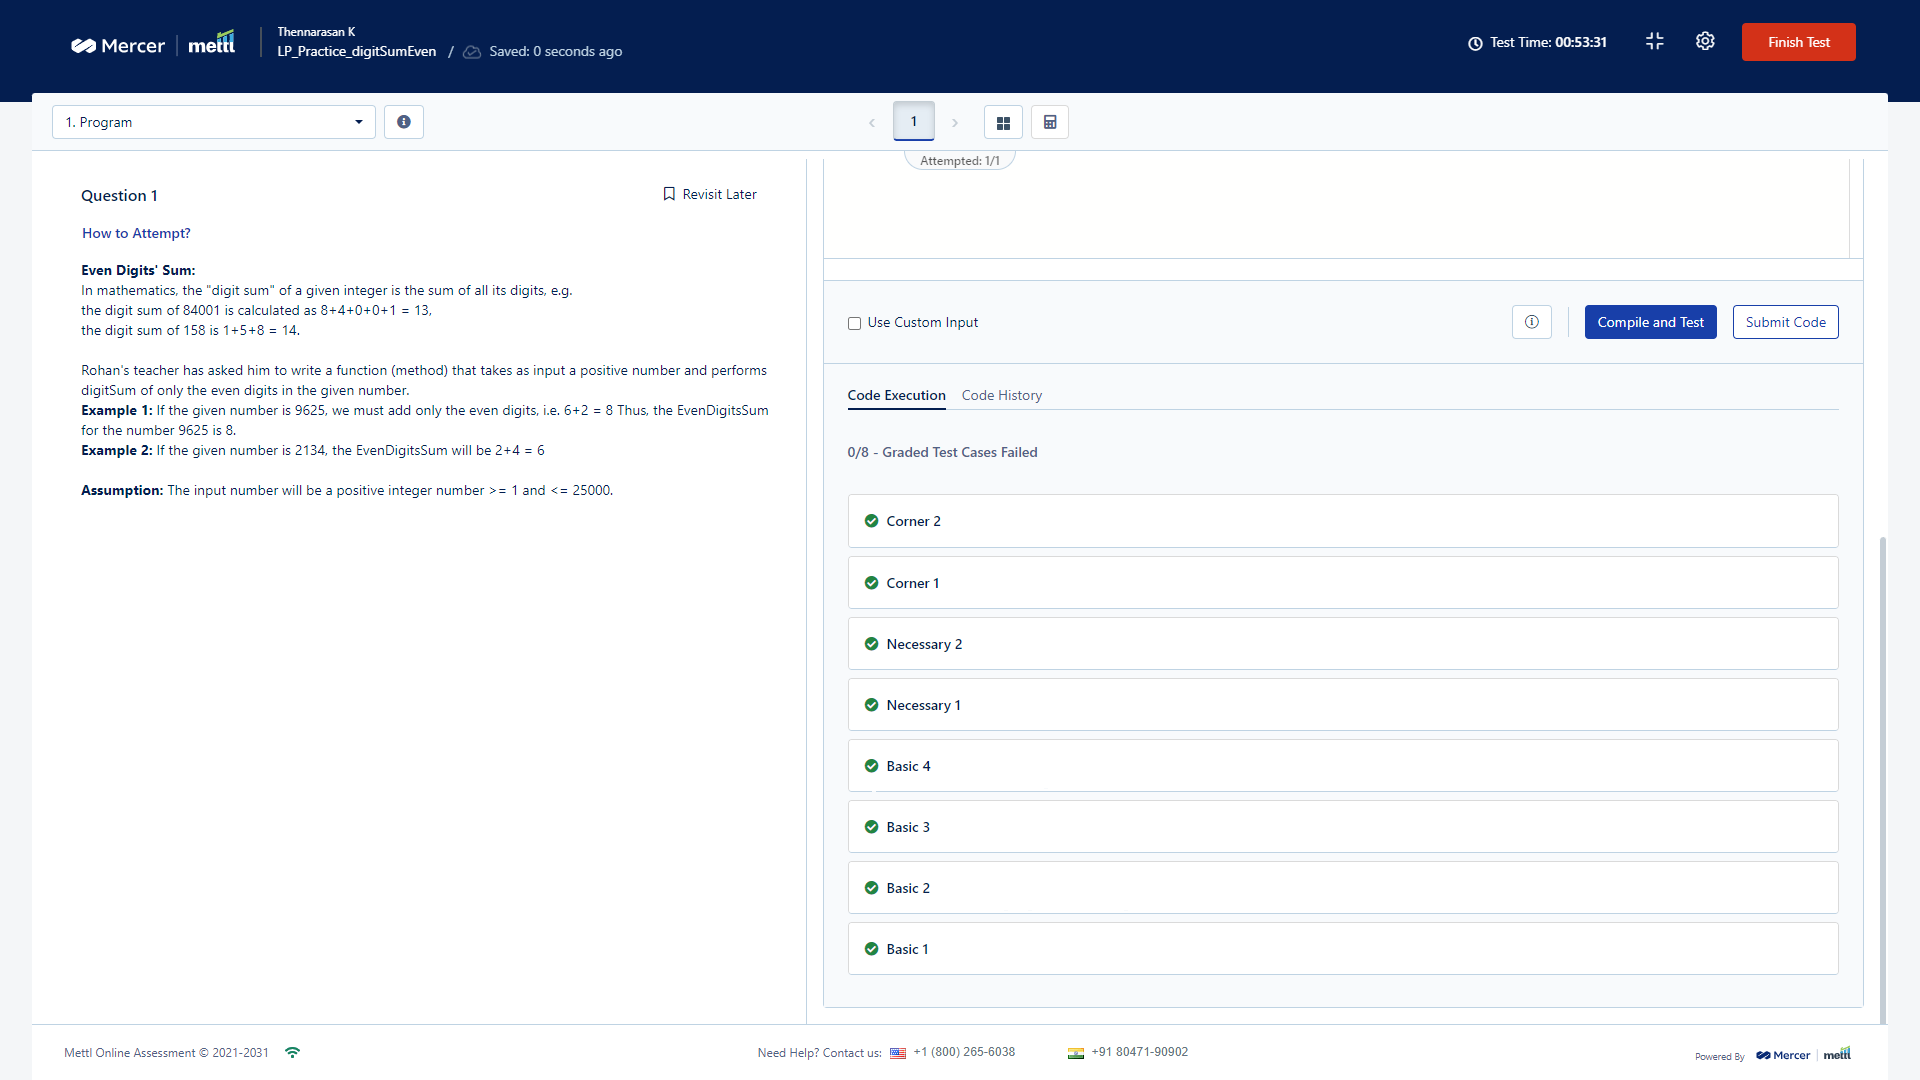 Mercer
mettl
Thennarasan K
LP_Practice_digitSumEven / Saved: 0 seconds ago
Test Time: 00:53:31
Finish Test
1. Program
1
Attempted: 1/1
Question 1
Revisit Later
How to Attempt?
Even Digits' Sum:
In mathematics, the "digit sum" of a given integer is the sum of all its digits, e.g.
the digit sum of 84001 is calculated as 8+4+0+0+1 = 13,
the digit sum of 158 is 1+5+8 = 14.
Rohan's teacher has asked him to write a function (method) that takes as input a positive number and performs
digitSum of only the even digits in the given number.
Example 1: If the given number is 9625, we must add only the even digits, i.e. 6+2 = 8 Thus, the EvenDigitsSum
for the number 9625 is 8.
Example 2: If the given number is 2134, the EvenDigitsSum will be 2+4 = 6
Assumption: The input number will be a positive integer number >= 1 and <= 25000.
Use Custom Input
Compile and Test
Submit Code
Code Execution
Code History
0/8 - Graded Test Cases Failed
Corner 2
Corner 1
Necessary 2
Necessary 1
Basic 4
Basic 3
Basic 2
Basic 1
Mettl Online Assessment © 2021-2031
Need Help? Contact us: +1 (800) 265-6038
+91 80471-90902
Powered By Mercer mettl